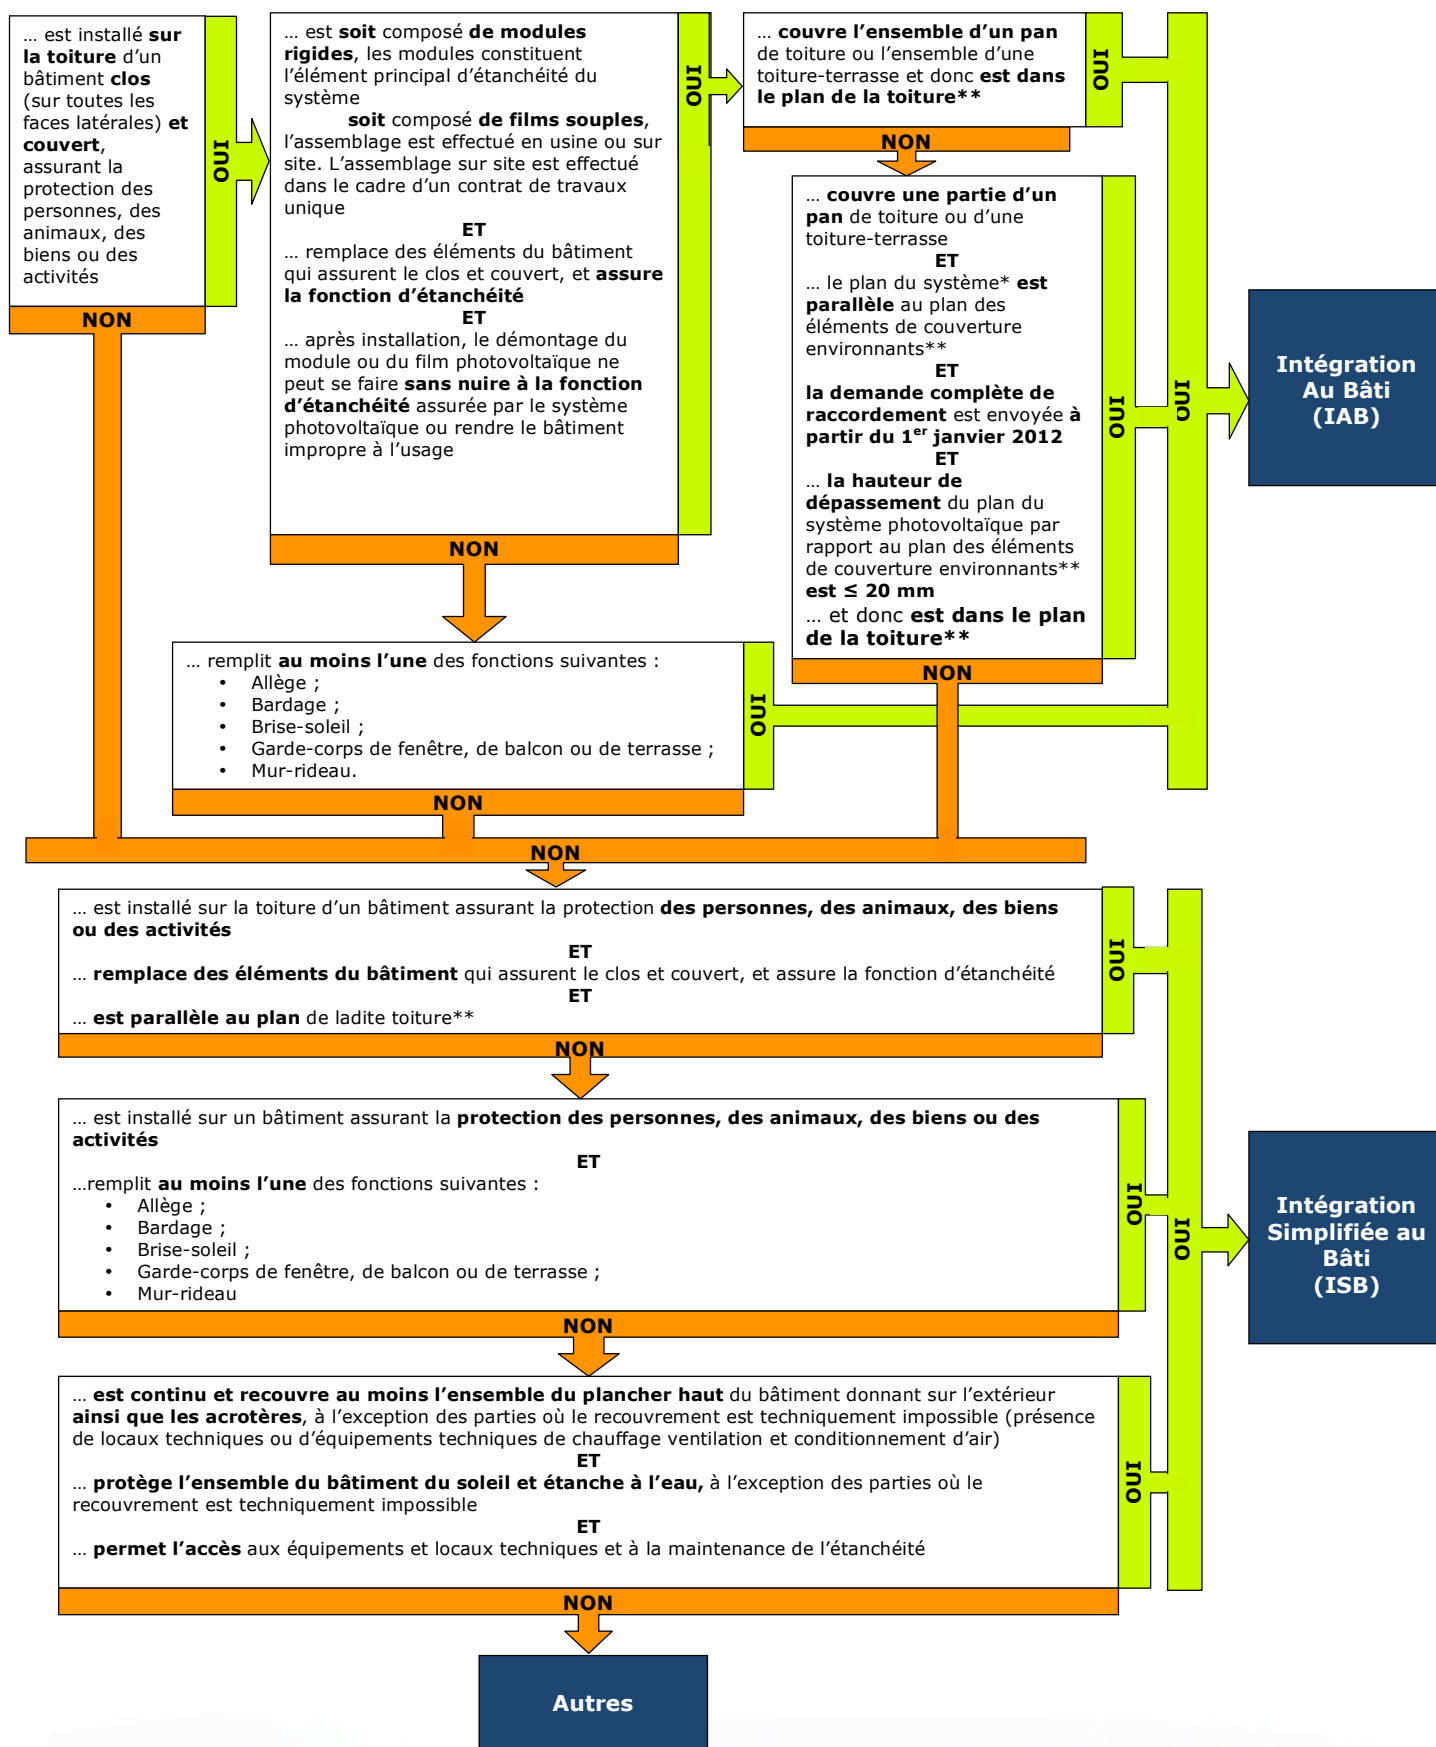 ... est installé sur
la toiture d'un
bâtiment clos
(sur toutes les
faces latérales) et
couvert,
assurant la
protection des
personnes, des
animaux, des
biens ou des
activités
OUI
NON
... est soit composé de modules
rigides, les modules constituent
l'élément principal d'étanchéité du
système
soit composé de films souples,
l'assemblage est effectué en usine ou sur
site. L'assemblage sur site est effectué
dans le cadre d'un contrat de travaux
unique
ET
... remplace des éléments du bâtiment
qui assurent le clos et couvert, et assure
la fonction d'étanchéité
ET
... après installation, le démontage du
module ou du film photovoltaïque ne
peut se faire sans nuire à la fonction
d'étanchéité assurée par le système
photovoltaïque ou rendre le bâtiment
impropre à l'usage
OUI
NON
... couvre l'ensemble d'un pan
de toiture ou l'ensemble d'une
toiture-terrasse et donc est dans
le plan de la toiture**
OUI
NON
... couvre une partie d'un
pan de toiture ou d'une
toiture-terrasse
ET
... le plan du système* est
parallèle au plan des
éléments de couverture
environnants**
ET
la demande complète de
raccordement est envoyée à
partir du 1er janvier 2012
ET
... la hauteur de
dépassement du plan du
système photovoltaïque par
rapport au plan des éléments
de couverture environnants**
est ≤ 20 mm
... et donc est dans le plan
de la toiture**
OUI
NON
OUI
Intégration
Au Bâti
(IAB)
... remplit au moins l'une des fonctions suivantes :
• Allège ;
• Bardage ;
• Brise-soleil ;
• Garde-corps de fenêtre, de balcon ou de terrasse ;
• Mur-rideau.
OUI
NON
NON
... est installé sur la toiture d'un bâtiment assurant la protection des personnes, des animaux, des biens
ou des activités
ET
... remplace des éléments du bâtiment qui assurent le clos et couvert, et assure la fonction d'étanchéité
ET
... est parallèle au plan de ladite toiture**
OUI
NON
... est installé sur un bâtiment assurant la protection des personnes, des animaux, des biens ou des
activités
ET
...remplit au moins l'une des fonctions suivantes :
• Allège ;
• Bardage ;
• Brise-soleil ;
• Garde-corps de fenêtre, de balcon ou de terrasse ;
• Mur-rideau
OUI
NON
OUI
Intégration
Simplifiée au
Bâti
(ISB)
... est continu et recouvre au moins l'ensemble du plancher haut du bâtiment donnant sur l'extérieur
ainsi que les acrotères, à l'exception des parties où le recouvrement est techniquement impossible (présence
de locaux techniques ou d'équipements techniques de chauffage ventilation et conditionnement d'air)
ET
... protège l'ensemble du bâtiment du soleil et étanche à l'eau, à l'exception des parties où le
recouvrement est techniquement impossible
ET
... permet l'accès aux équipements et locaux techniques et à la maintenance de l'étanchéité
OUI
NON
Autres